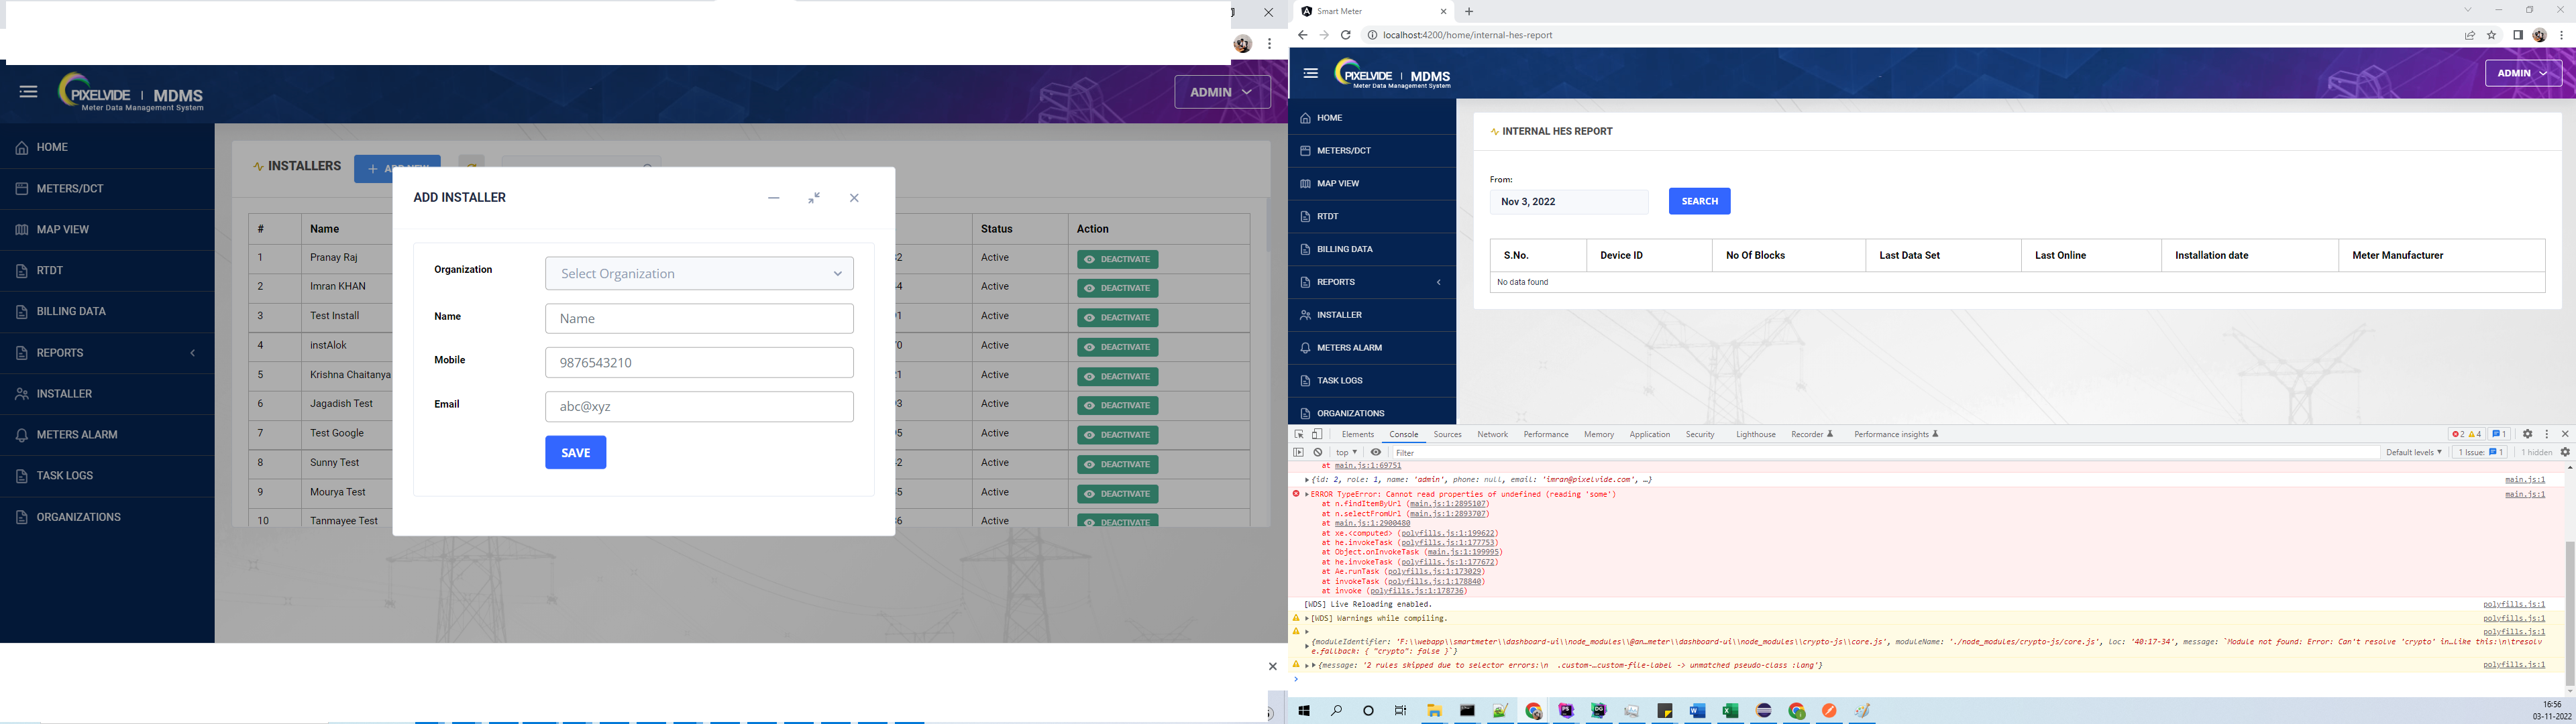 PIXELVIDE | MDMS
Meter Data Management System
ADMIN
HOME
METERS/DCT
MAP VIEW
RTDT
BILLING DATA
REPORTS
INSTALLER
METERS ALARM
TASK LOGS
ORGANIZATIONS
INSTALLERS
+ ADD NEW
# Name Status Action
1 Pranay Raj Active DEACTIVATE
2 Imran KHAN Active DEACTIVATE
3 Test Install Active DEACTIVATE
4 instAlok Active DEACTIVATE
5 Krishna Chaitanya Active DEACTIVATE
6 Jagadish Test Active DEACTIVATE
7 Test Google Active DEACTIVATE
8 Sunny Test Active DEACTIVATE
9 Mourya Test Active DEACTIVATE
10 Tanmayee Test Active DEACTIVATE
ADD INSTALLER
Organization Select Organization
Name Name
Mobile 9876543210
Email abc@xyz
SAVE
Smart Meter
localhost:4200/home/internal-hes-report
PIXELVIDE | MDMS
Meter Data Management System
ADMIN
HOME
METERS/DCT
MAP VIEW
RTDT
BILLING DATA
REPORTS
INSTALLER
METERS ALARM
TASK LOGS
ORGANIZATIONS
INTERNAL HES REPORT
From:
Nov 3, 2022 SEARCH
S.No. Device ID No Of Blocks Last Data Set Last Online Installation date Meter Manufacturer
No data found
Elements Console Sources Network Performance Memory Application Security Lighthouse Recorder Performance insights 2 4 1
top Filter Default levels 1 Issue: 1 1 hidden
at main.js:1:69751
{id: 2, role: 1, name: 'admin', phone: null, email: 'imran@pixelvide.com', …} main.js:1
ERROR TypeError: Cannot read properties of undefined (reading 'some') main.js:1
at n.findItemByUrl (main.js:1:2895107)
at n.selectFromUrl (main.js:1:2893707)
at main.js:1:2900480
at xe.<computed> (polyfills.js:1:199622)
at he.invokeTask (polyfills.js:1:177753)
at Object.onInvokeTask (main.js:1:199995)
at he.invokeTask (polyfills.js:1:177672)
at Ae.runTask (polyfills.js:1:173029)
at invokeTask (polyfills.js:1:178840)
at invoke (polyfills.js:1:178736)
[WDS] Live Reloading enabled. polyfills.js:1
[WDS] Warnings while compiling. polyfills.js:1
polyfills.js:1
{moduleIdentifier: 'F:\\webapp\\smartmeter\\dashboard-ui\\node_modules\\@an…meter\\dashboard-ui\\node_modules\\crypto-js\\core.js', moduleName: './node_modules/crypto-js/core.js', loc: '40:17-34', message: `Module not found: Error: Can't resolve 'crypto' in…like this:\n\tresolv
e.fallback: { "crypto": false }`}
{message: '2 rules skipped due to selector errors:\n .custom-…custom-file-label -> unmatched pseudo-class :lang'} polyfills.js:1
16:56
03-11-2022